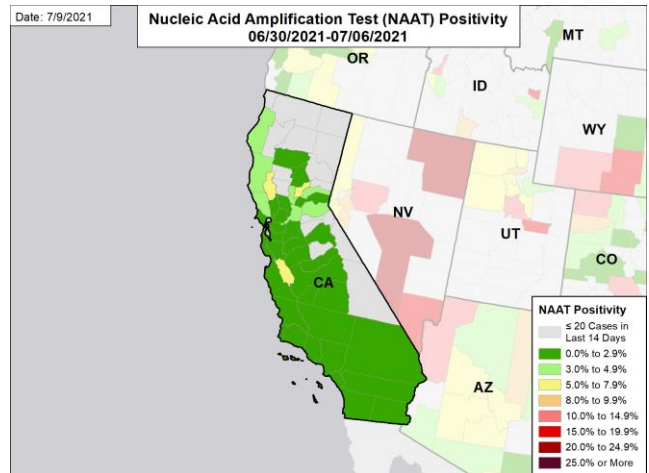 Date: 7/9/2021
Nucleic Acid Amplification Test (NAAT) Positivity
06/30/2021-07/06/2021
MT
OR
ID
WY
NV
UT
CO
CA
AZ
NAAT Positivity
≤ 20 Cases in
Last 14 Days
0.0% to 2.9%
3.0% to 4.9%
5.0% to 7.9%
8.0% to 9.9%
10.0% to 14.9%
15.0% to 19.9%
20.0% to 24.9%
25.0% or More